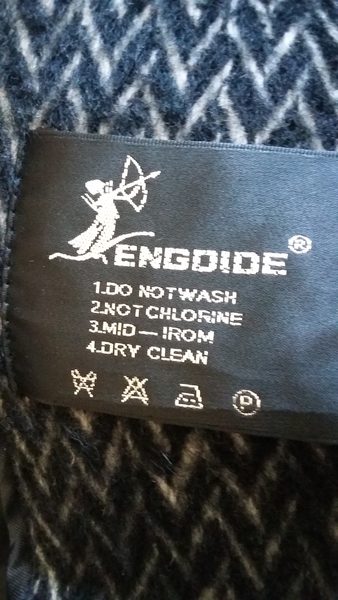 ENGDIDE®
1.DO NOTWASH
2.NOTCHLORINE
3.MID—IROM
4.DRY CLEAN
P